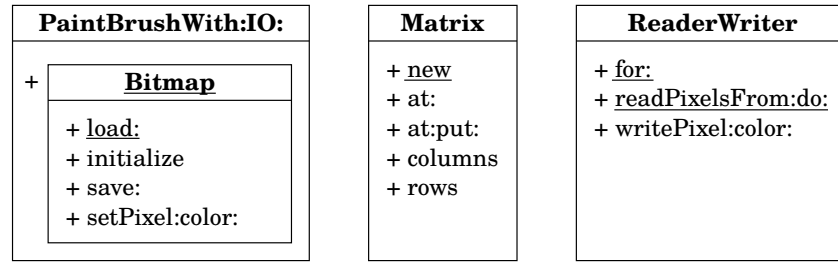 PaintBrushWith:IO:
+ Bitmap
+ load:
+ initialize
+ save:
+ setPixel:color:
Matrix
+ new
+ at:
+ at:put:
+ columns
+ rows
ReaderWriter
+ for:
+ readPixelsFrom:do:
+ writePixel:color: